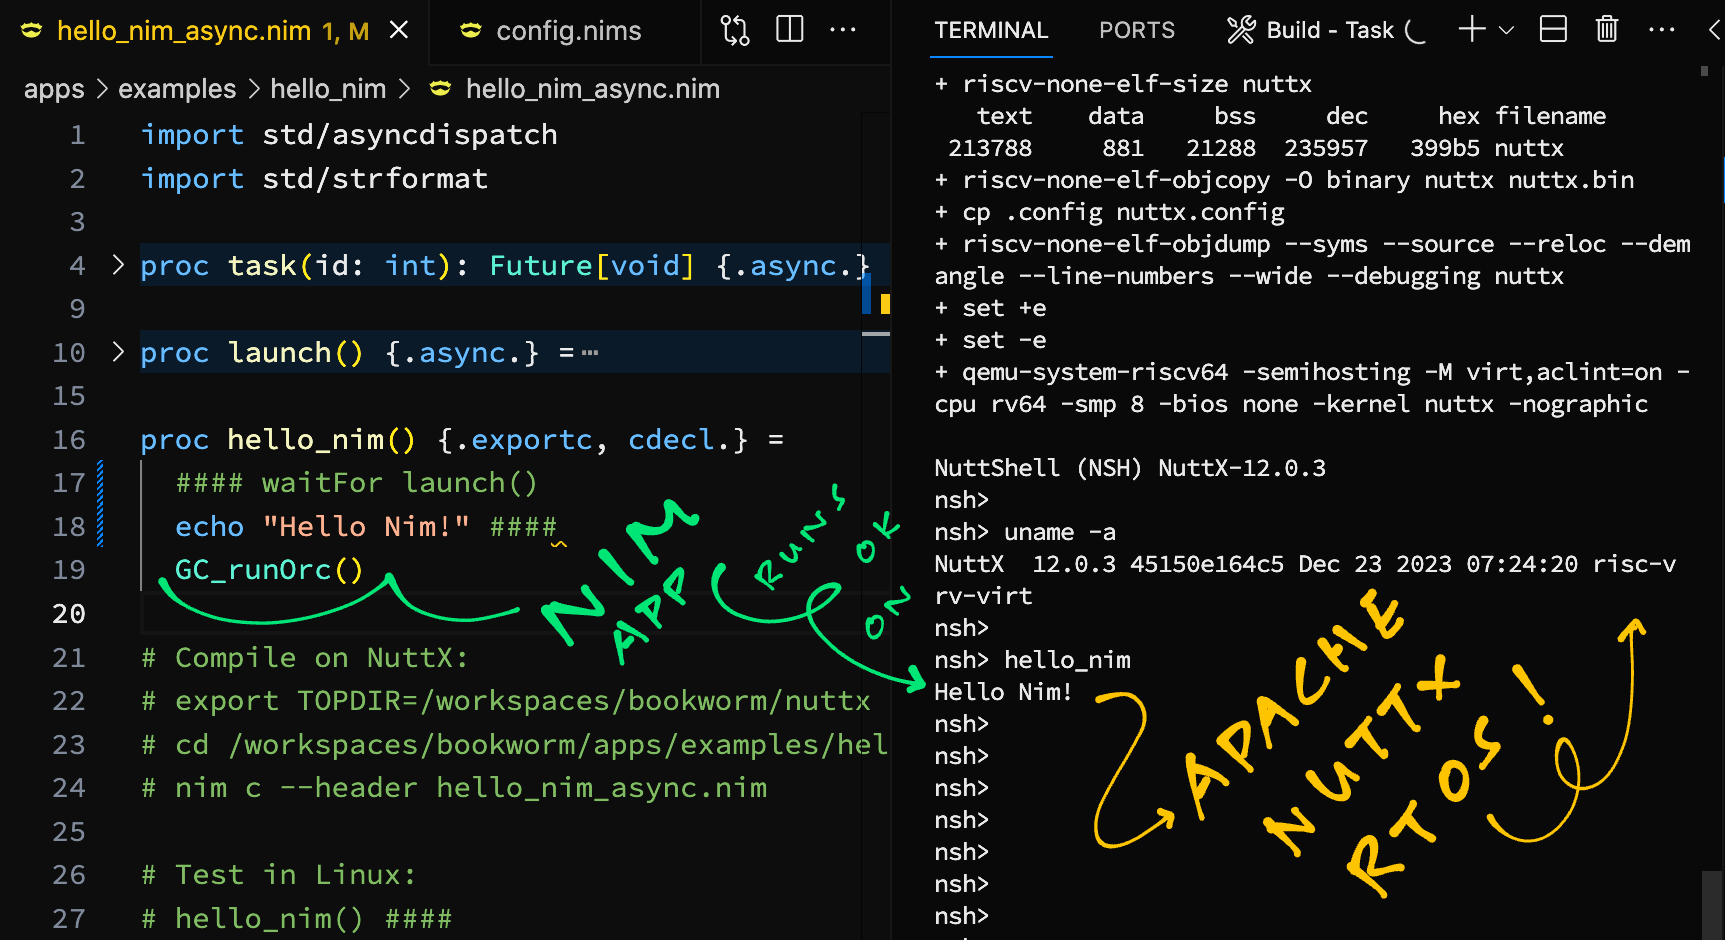 hello_nim_async.nim 1, M
config.nims
apps > examples > hello_nim > hello_nim_async.nim
1 import std/asyncdispatch
2 import std/strformat
3
4 > proc task(id: int): Future[void] {.async.}
9
10 > proc launch() {.async.} =⋯
15
16 proc hello_nim() {.exportc, cdecl.} =
17 #### waitFor launch()
18 echo "Hello Nim!" ####
19 GC_runOrc()
20
21 # Compile on NuttX:
22 # export TOPDIR=/workspaces/bookworm/nuttx
23 # cd /workspaces/bookworm/apps/examples/hel
24 # nim c --header hello_nim_async.nim
25
26 # Test in Linux:
27 # hello_nim() ####
NIM
APP
RUNS
OK
ON
TERMINAL PORTS Build - Task
+ riscv-none-elf-size nuttx
text data bss dec hex filename
213788 881 21288 235957 399b5 nuttx
+ riscv-none-elf-objcopy -O binary nuttx nuttx.bin
+ cp .config nuttx.config
+ riscv-none-elf-objdump --syms --source --reloc --dem
angle --line-numbers --wide --debugging nuttx
+ set +e
+ set -e
+ qemu-system-riscv64 -semihosting -M virt,aclint=on -
cpu rv64 -smp 8 -bios none -kernel nuttx -nographic
NuttShell (NSH) NuttX-12.0.3
nsh>
nsh> uname -a
NuttX 12.0.3 45150e164c5 Dec 23 2023 07:24:20 risc-v
rv-virt
nsh>
nsh> hello_nim
Hello Nim!
nsh>
nsh>
nsh>
nsh>
nsh>
nsh>
nsh>
APACHE
NUTTX
RTOS!